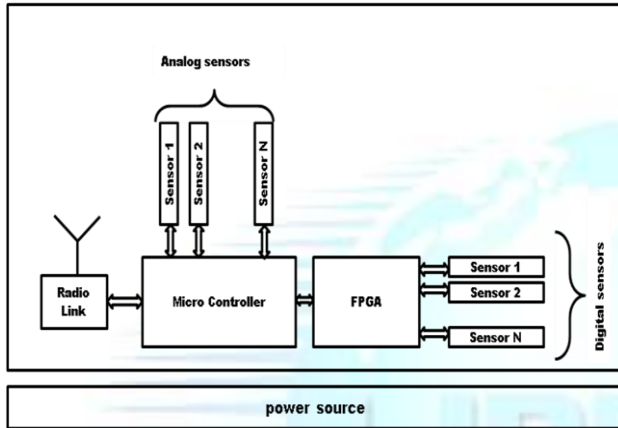 Analog sensors
Sensor 1
Sensor 2
Sensor N
Radio
Link
Micro Controller
FPGA
Sensor 1
Sensor 2
Sensor N
Digital sensors
power source